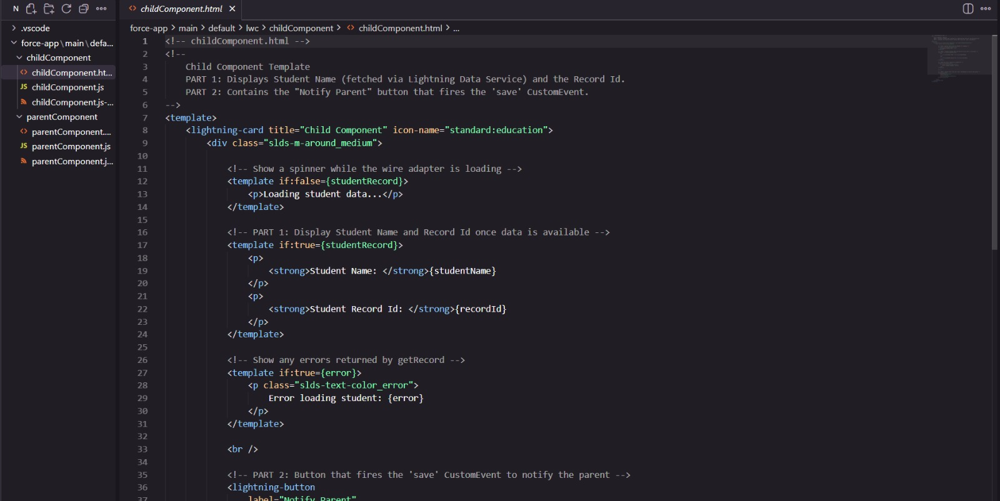 N
.vscode
force-app\main\defa...
childComponent
childComponent.ht...
JS childComponent.js
childComponent.js-...
parentComponent
parentComponent....
JS parentComponent.js
parentComponent.j...
childComponent.html
force-app > main > default > lwc > childComponent > childComponent.html > ...
1 <!-- childComponent.html -->
2 <!--
3 Child Component Template
4 PART 1: Displays Student Name (fetched via Lightning Data Service) and the Record Id.
5 PART 2: Contains the "Notify Parent" button that fires the 'save' CustomEvent.
6 -->
7 <template>
8 <lightning-card title="Child Component" icon-name="standard:education">
9 <div class="slds-m-around_medium">
10
11 <!-- Show a spinner while the wire adapter is loading -->
12 <template if:false={studentRecord}>
13 <p>Loading student data...</p>
14 </template>
15
16 <!-- PART 1: Display Student Name and Record Id once data is available -->
17 <template if:true={studentRecord}>
18 <p>
19 <strong>Student Name: </strong>{studentName}
20 </p>
21 <p>
22 <strong>Student Record Id: </strong>{recordId}
23 </p>
24 </template>
25
26 <!-- Show any errors returned by getRecord -->
27 <template if:true={error}>
28 <p class="slds-text-color_error">
29 Error loading student: {error}
30 </p>
31 </template>
32
33 <br />
34
35 <!-- PART 2: Button that fires the 'save' CustomEvent to notify the parent -->
36 <lightning-button
37 label="Notify Parent"